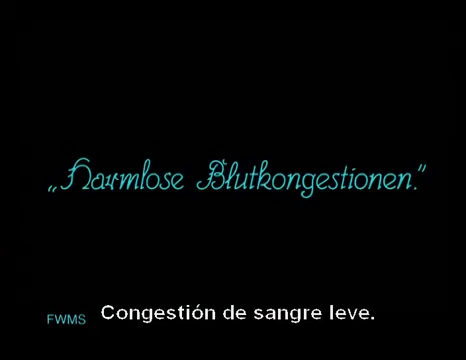 „Harmlose Blutkongestionen.”
Congestión de sangre leve.
FWMS